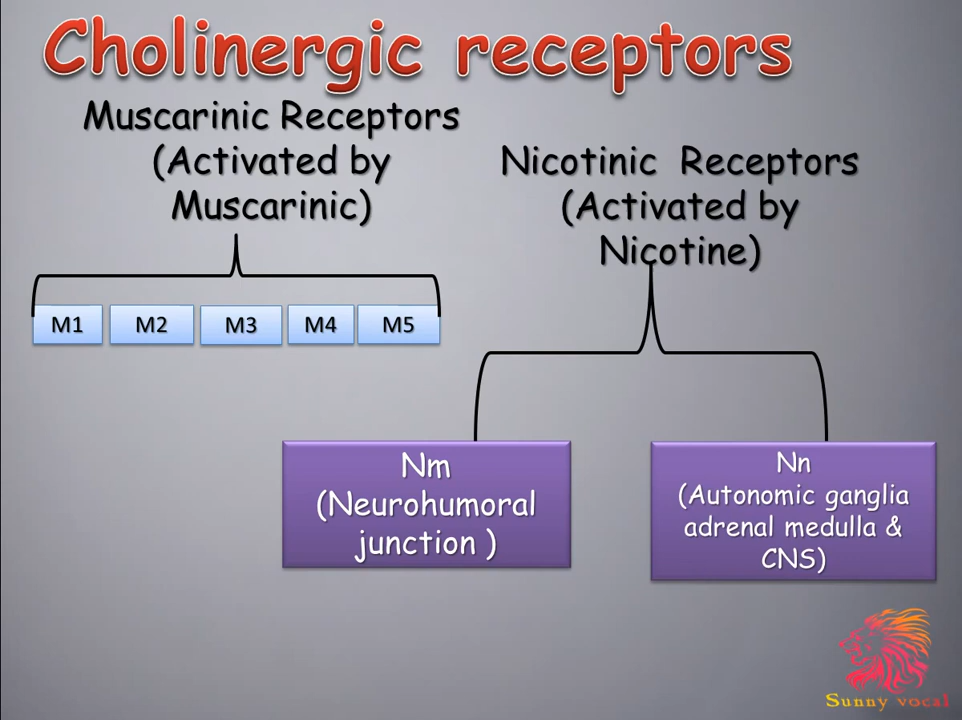 Cholinergic receptors
Muscarinic Receptors
(Activated by
Muscarinic)
Nicotinic Receptors
(Activated by
Nicotine)
M1
M2
M3
M4
M5
Nm
(Neurohumoral
junction )
Nn
(Autonomic ganglia
adrenal medulla &
CNS)
Sunny vocal